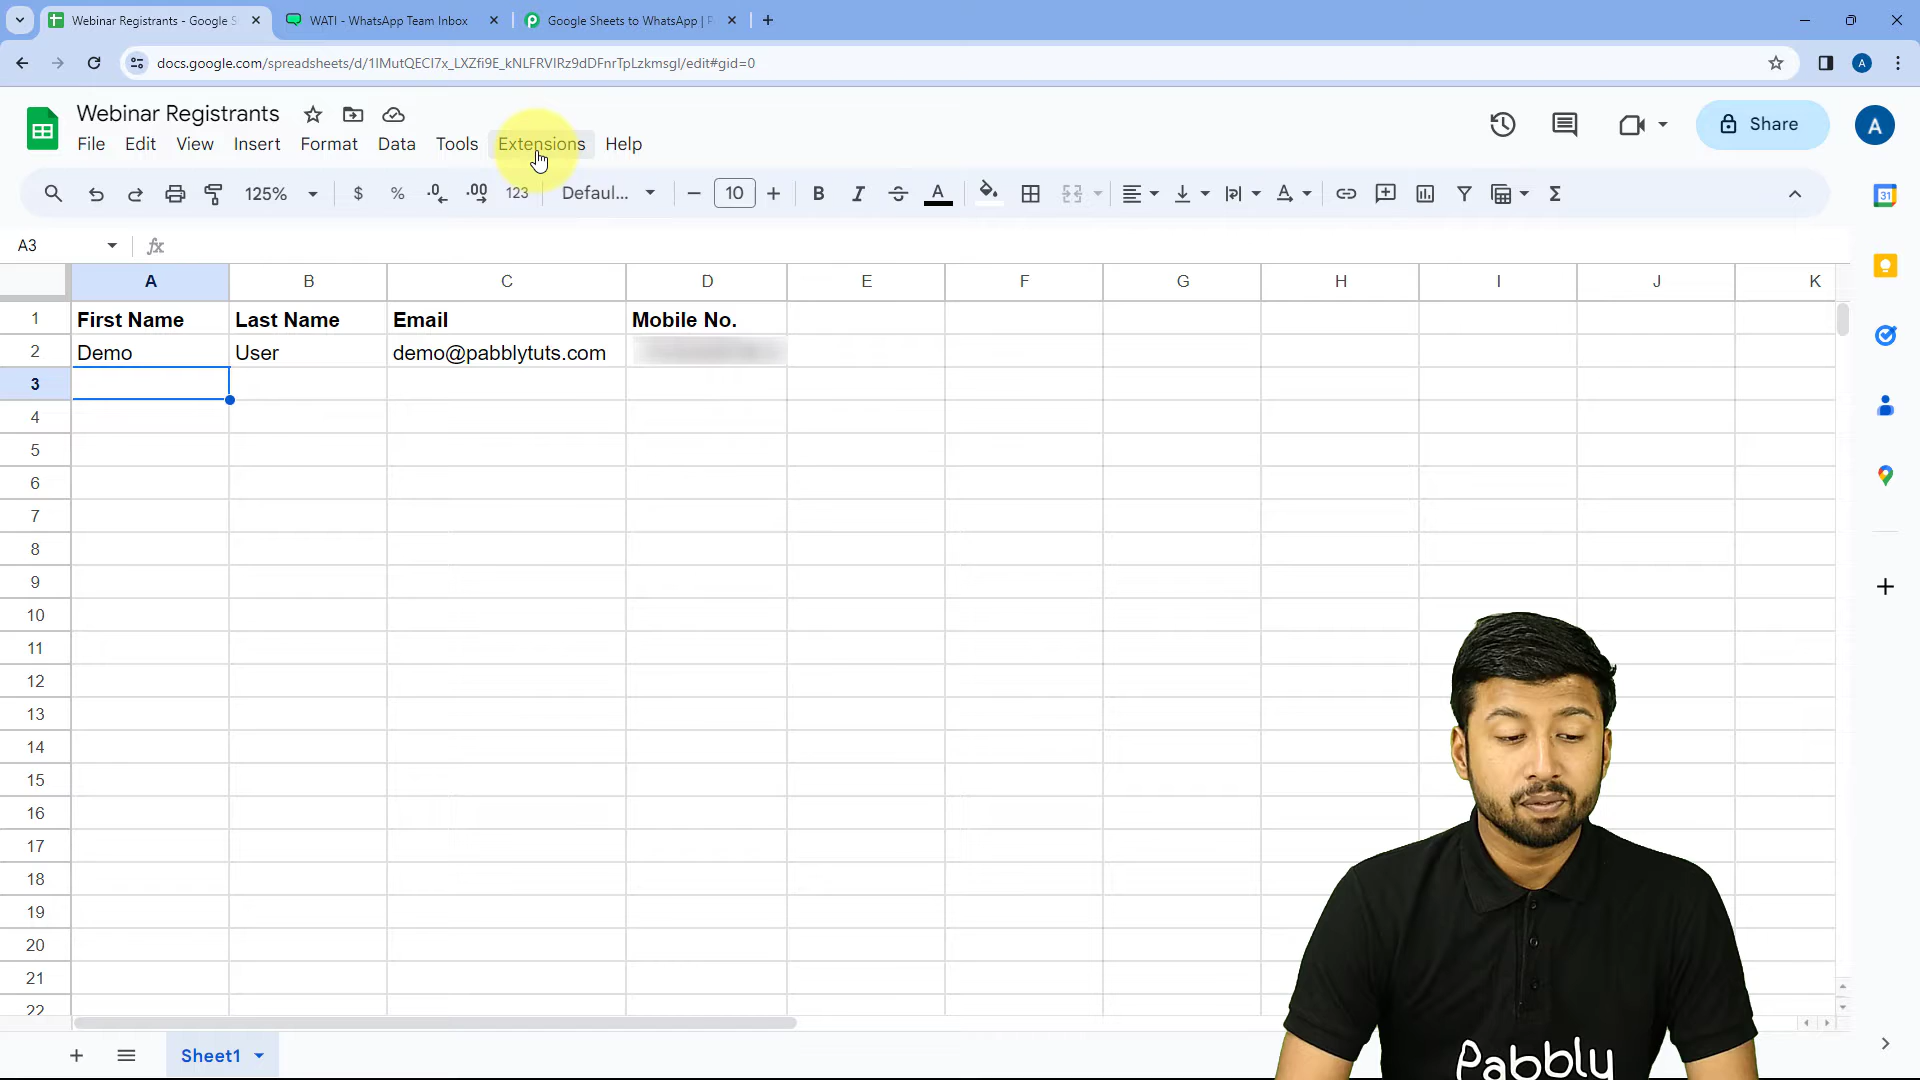 Webinar Registrants - Google S
WATI - WhatsApp Team Inbox
Google Sheets to WhatsApp | P
docs.google.com/spreadsheets/d/1IMutQECI7x_LXZfi9E_kNLFRVIRz9dDFnrTpLzkmsgI/edit#gid=0
A
Webinar Registrants
File Edit View Insert Format Data Tools Extensions Help
Share
A
125% $ % .0 .00 123 Defaul... 10 B I S A
31
A3 fx
A B C D E F G H I J K
1 First Name Last Name Email Mobile No.
2 Demo User demo@pabblytuts.com
3
4
5
6
7
8
9
10
11
12
13
14
15
16
17
18
19
20
21
22
Sheet1
Pabbly